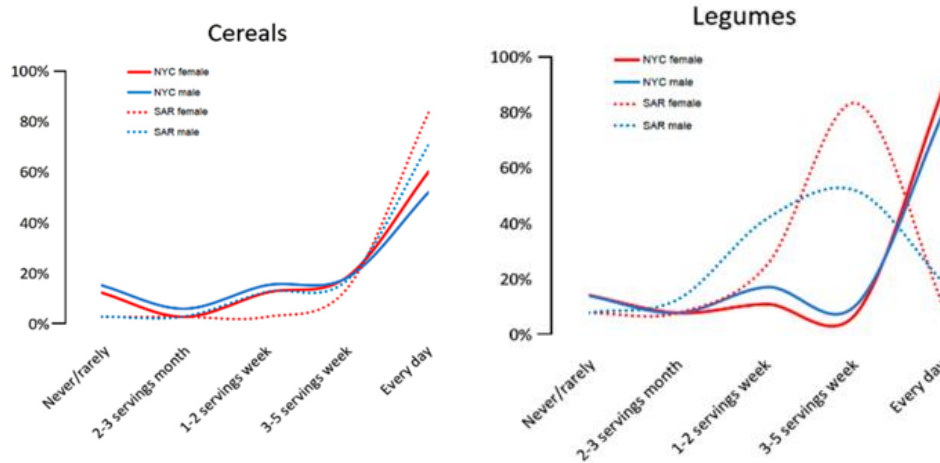 Cereals
100%
80%
60%
40%
20%
0%
NYC female
NYC male
SAR female
SAR male
Never/rarely
2-3 servings month
1-2 servings week
3-5 servings week
Every day
Legumes
100%
80%
60%
40%
20%
0%
NYC female
NYC male
SAR female
SAR male
Never/rarely
2-3 servings month
1-2 servings week
3-5 servings week
Every day